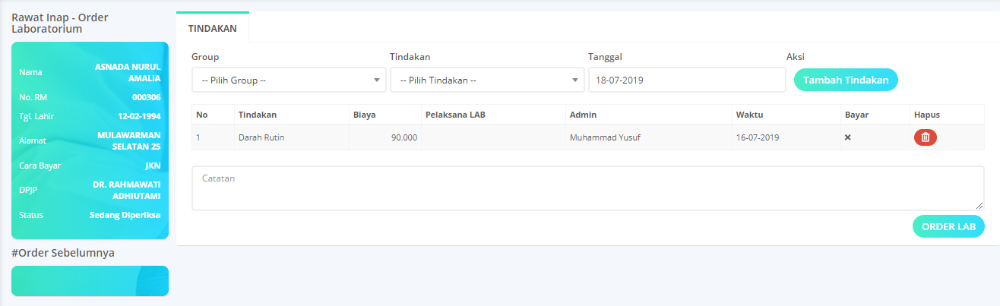 Rawat Inap - Order
Laboratorium
Nama ASNADA NURUL
AMALIA
No. RM 000306
Tgl. Lahir 12-02-1994
Alamat MULAWARMAN
SELATAN 25
Cara Bayar JKN
DPJP DR. RAHMAWATI
ADHIUTAMI
Status Sedang Diperiksa
#Order Sebelumnya
TINDAKAN
Group Tindakan Tanggal Aksi
-- Pilih Group -- -- Pilih Tindakan -- 18-07-2019 Tambah Tindakan
No Tindakan Biaya Pelaksana LAB Admin Waktu Bayar Hapus
1 Darah Rutin 90.000 Muhammad Yusuf 16-07-2019
Catatan
ORDER LAB